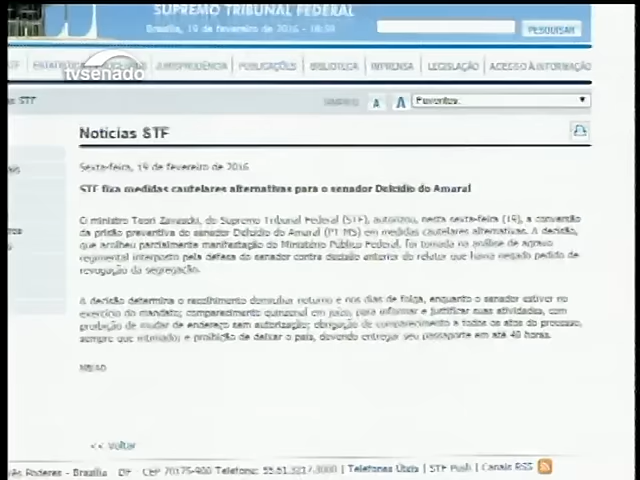 SUPREMO TRIBUNAL FEDERAL
Brasília, 19 de fevereiro de 2016 -
PESQUISAR
JURISPRUDÊNCIA PUBLICAÇÕES BIBLIOTECA IMPRENSA LEGISLAÇÃO ACESSO À INFORMAÇÃO
tvsenado
STF A A Favoritos
Notícias STF
Sexta-feira, 19 de fevereiro de 2016
STF fixa medidas cautelares alternativas para o senador Delcídio do Amaral
O ministro Teori Zavascki, do Supremo Tribunal Federal (STF), autorizou, nesta sexta-feira (19), a conversão
da prisão preventiva do senador Delcídio do Amaral (PT-MS) em medidas cautelares alternativas. A decisão,
que acolheu parcialmente manifestação do Ministério Público Federal, foi tomada na análise de agravo
regimental interposto pela defesa do senador contra decisão anterior do relator que havia negado pedido de
revogação da segregação.
A decisão determina o recolhimento domiciliar noturno e nos dias de folga, enquanto o senador estiver no
exercício do mandato; comparecimento quinzenal em juízo, para informar e justificar suas atividades, com
proibição de mudar de endereço sem autorização; obrigação de comparecimento a todos os atos do processo,
sempre que intimado; e proibição de deixar o país, devendo entregar seu passaporte em até 48 horas.
<< Voltar
Poderes - Brasília - DF - CEP 70175-900 Telefone: 55.61.3217.3000 | Telefones Úteis | STF Push | Canais RSS